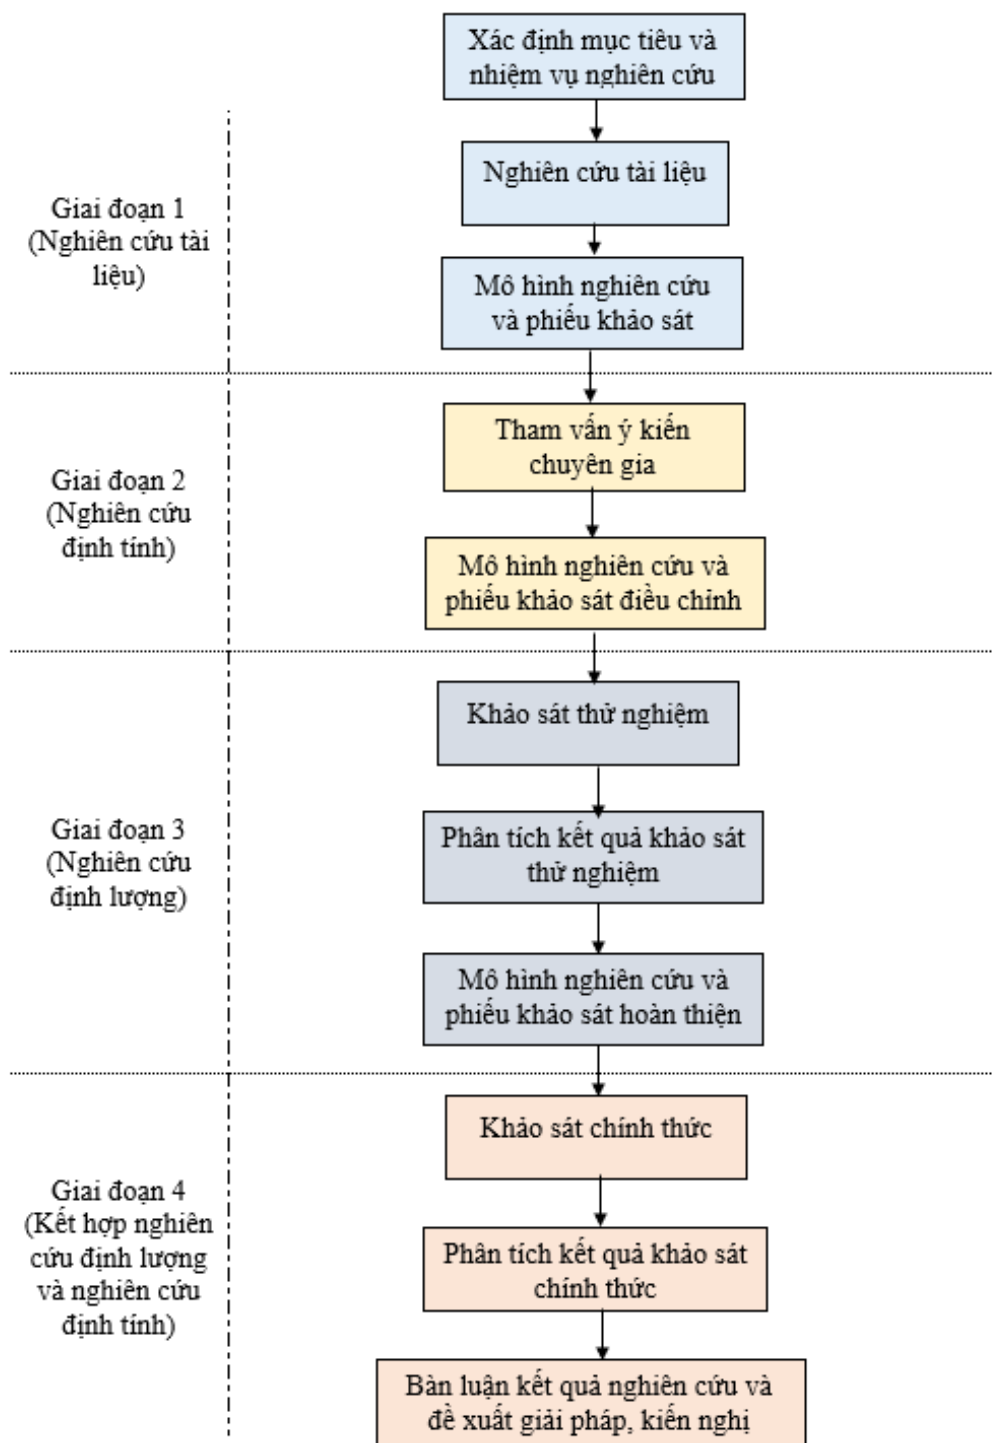 Xác định mục tiêu và
nhiệm vụ nghiên cứu
Giai đoạn 1
(Nghiên cứu tài
liệu)
Nghiên cứu tài liệu
Mô hình nghiên cứu
và phiếu khảo sát
Giai đoạn 2
(Nghiên cứu
định tính)
Tham vấn ý kiến
chuyên gia
Mô hình nghiên cứu và
phiếu khảo sát điều chỉnh
Giai đoạn 3
(Nghiên cứu
định lượng)
Khảo sát thử nghiệm
Phân tích kết quả khảo sát
thử nghiệm
Mô hình nghiên cứu và
phiếu khảo sát hoàn thiện
Giai đoạn 4
(Kết hợp nghiên
cứu định lượng
và nghiên cứu
định tính)
Khảo sát chính thức
Phân tích kết quả khảo sát
chính thức
Bàn luận kết quả nghiên cứu và
đề xuất giải pháp, kiến nghị